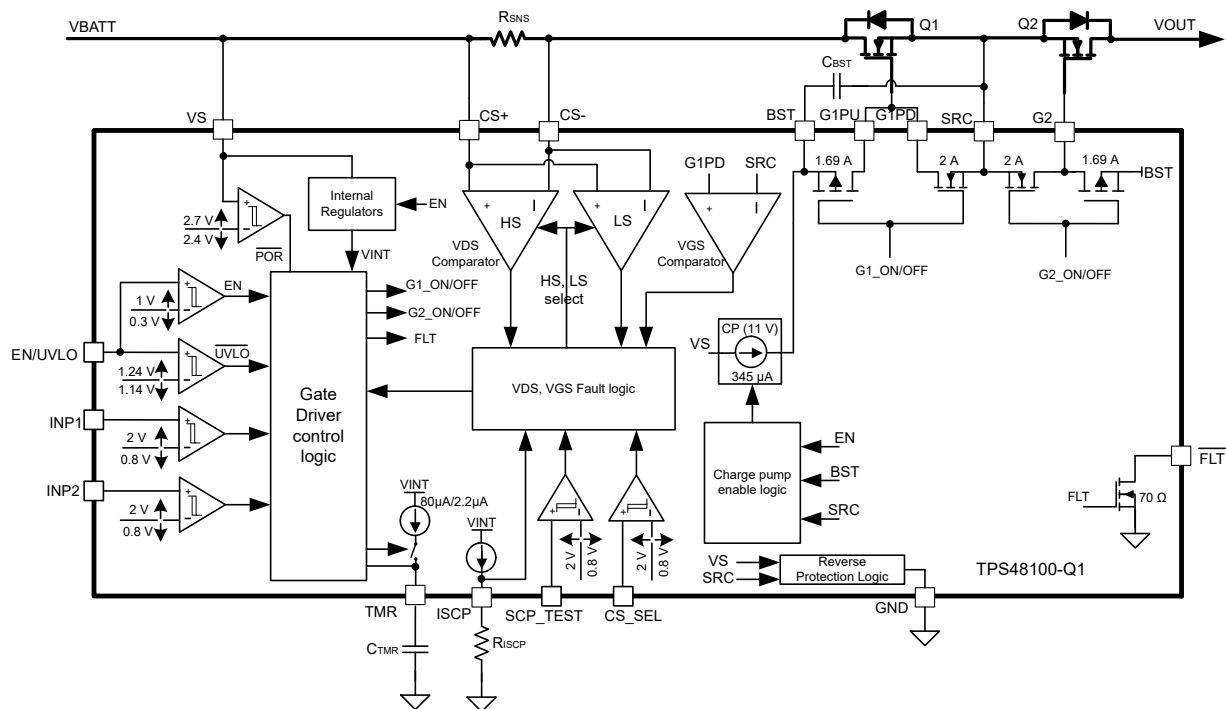 VBATT
RSNS
Q1
Q2
VOUT
CBST
VS
CS+
CS-
BST
G1PU
G1PD
SRC
G2
1.69 A
2 A
2 A
1.69 A
BST
G1PD
SRC
Internal
Regulators
EN
+
−
2.7 V
2.4 V
POR
VINT
+
−
HS
+
−
LS
+
−
VDS
Comparator
VGS
Comparator
HS, LS
select
G1_ON/OFF
G2_ON/OFF
G1_ON/OFF
G2_ON/OFF
FLT
+
−
1 V
0.3 V
EN
EN/UVLO
+
−
1.24 V
1.14 V
UVLO
INP1
+
−
2 V
0.8 V
INP2
+
−
2 V
0.8 V
Gate
Driver
control
logic
VDS, VGS Fault logic
VS
CP (11 V)
345 µA
Charge pump
enable logic
EN
BST
SRC
FLT
FLT
70 Ω
VINT
80µA/2.2µA
VINT
+
−
2 V
0.8 V
+
−
2 V
0.8 V
VS
SRC
Reverse
Protection Logic
TPS48100-Q1
TMR
ISCP
SCP_TEST
CS_SEL
GND
CTMR
RISCP